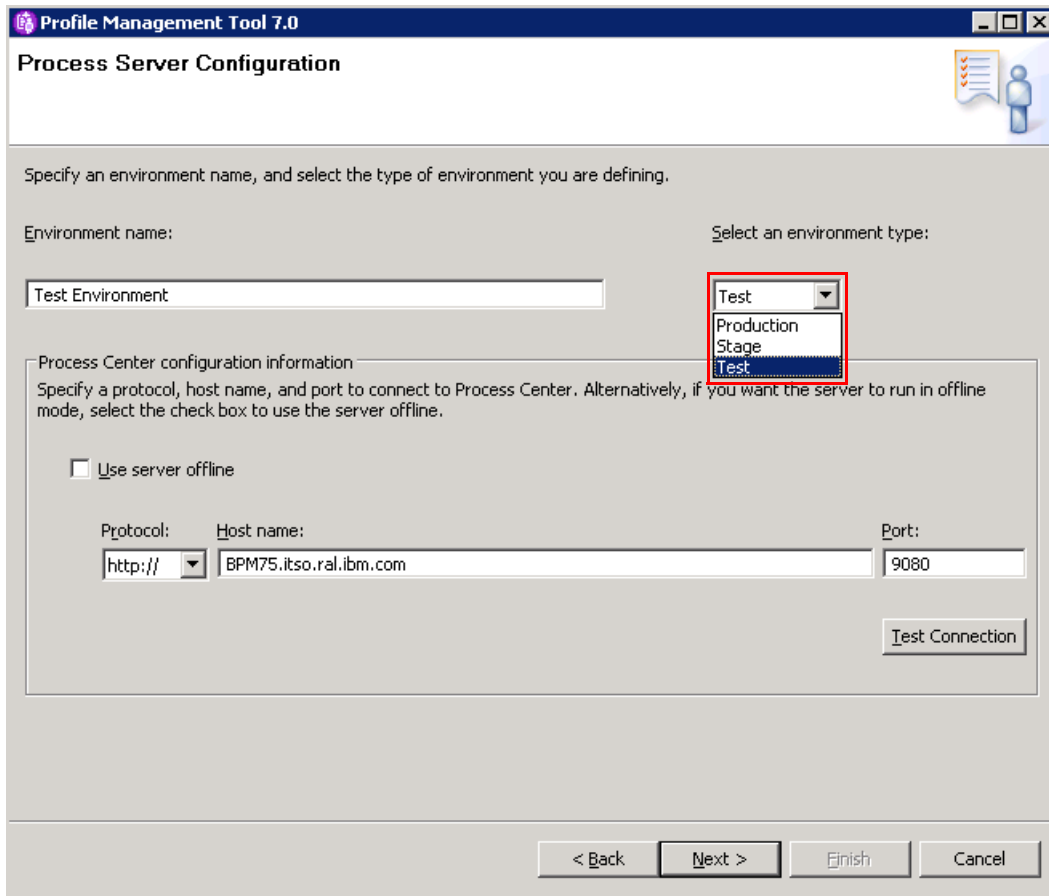 Profile Management Tool 7.0
Process Server Configuration
Specify an environment name, and select the type of environment you are defining.
Environment name:
Select an environment type:
Test Environment
Test
Production
Stage
Test
Process Center configuration information
Specify a protocol, host name, and port to connect to Process Center. Alternatively, if you want the server to run in offline
mode, select the check box to use the server offline.
Use server offline
Protocol:
Host name:
Port:
http://
BPM75.itso.ral.ibm.com
9080
Test Connection
< Back
Next >
Finish
Cancel